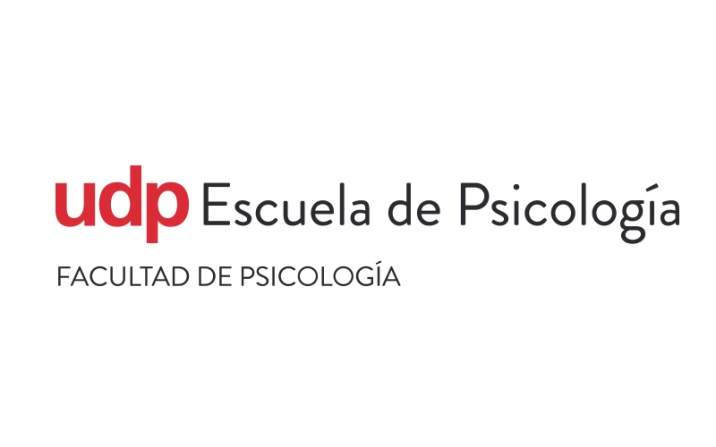 udp Escuela de Psicología
FACULTAD DE PSICOLOGÍA